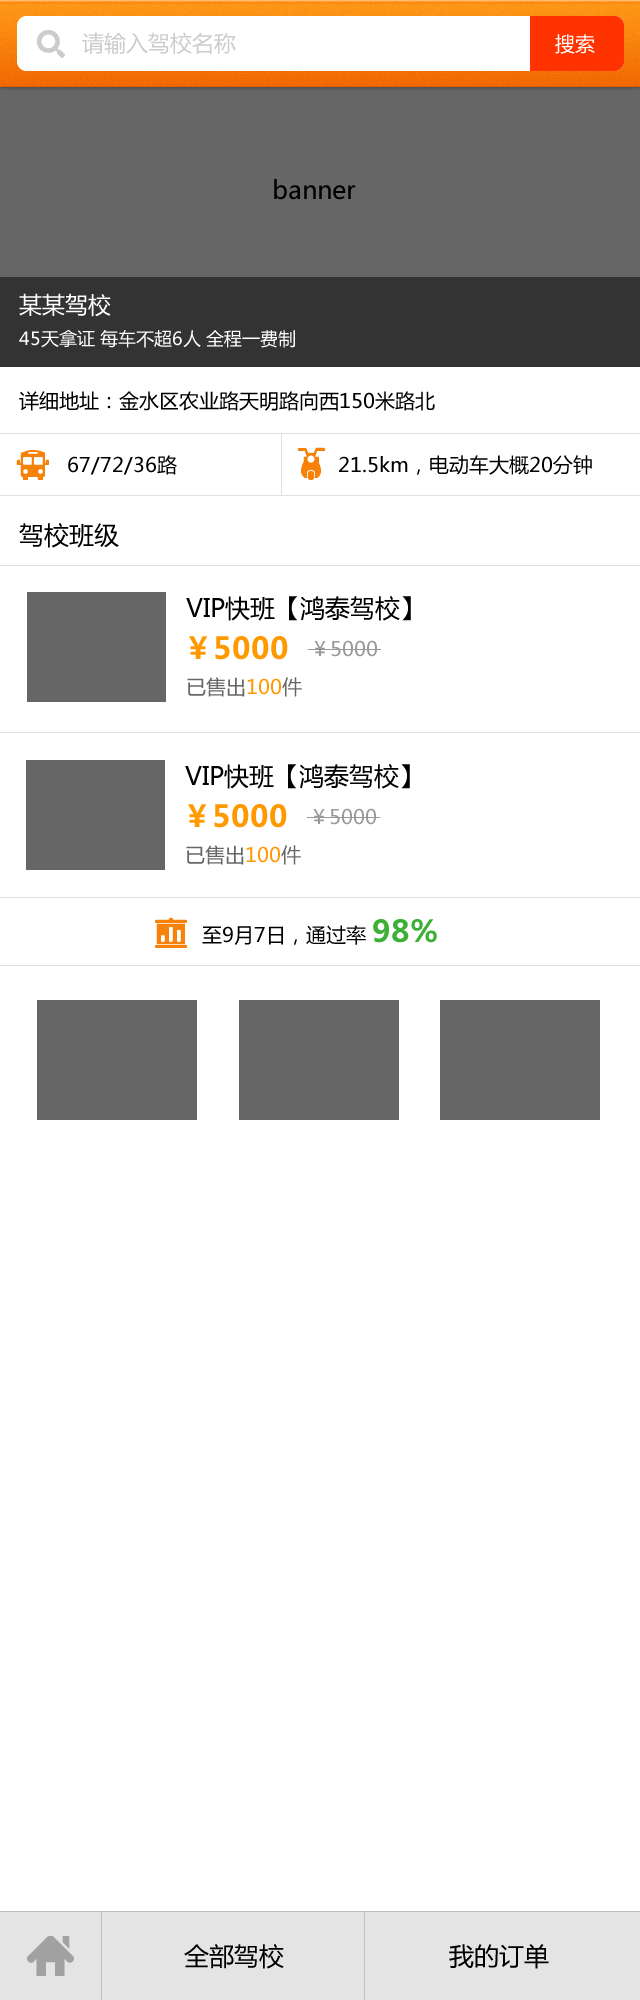 请输入驾校名称 搜索
banner
某某驾校
45天拿证 每车不超6人 全程一费制
详细地址：金水区农业路天明路向西150米路北
67/72/36路 21.5km，电动车大概20分钟
驾校班级
VIP快班【鸿泰驾校】
¥5000 ¥5000
已售出100件
VIP快班【鸿泰驾校】
¥5000 ¥5000
已售出100件
至9月7日，通过率 98%
全部驾校 我的订单